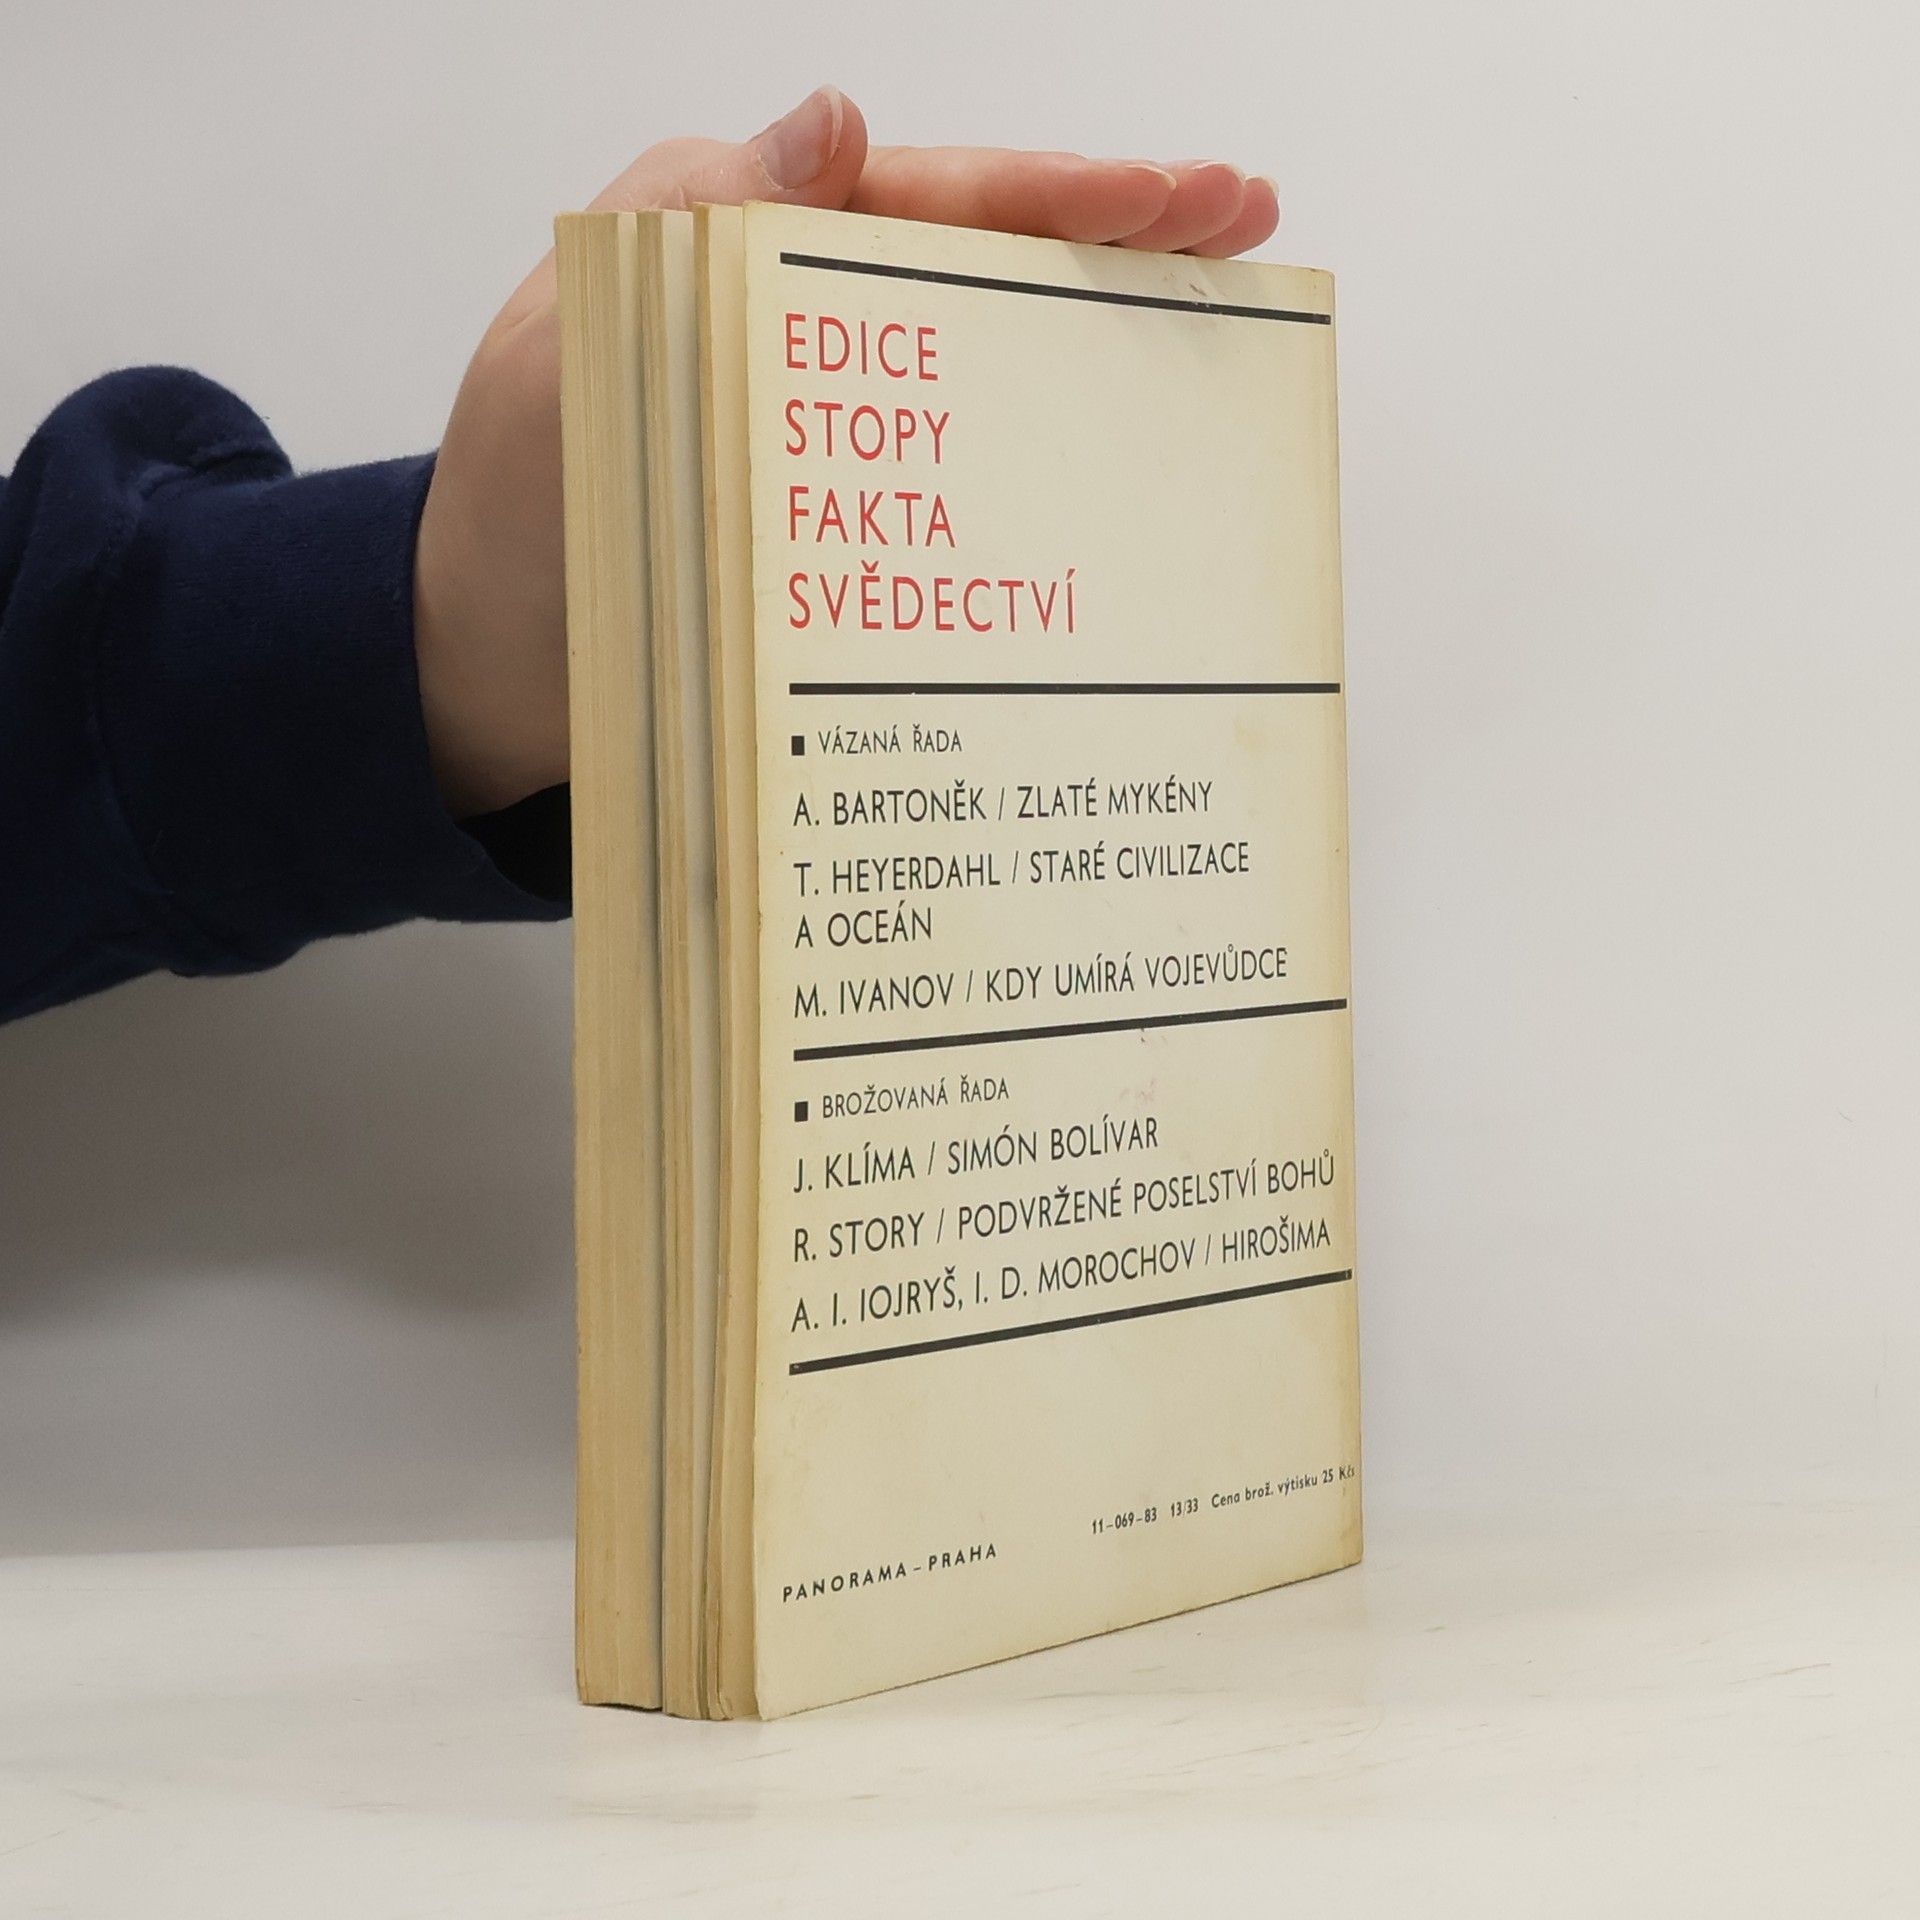 EDICE
STOPY
FAKTA
SVĚDECTVÍ
■ VÁZANÁ ŘADA
A. BARTONĚK / ZLATÉ MYKÉNY
T. HEYERDAHL / STARÉ CIVILIZACE
A OCEÁN
M. IVANOV / KDY UMÍRÁ VOJEVŮDCE
■ BROŽOVANÁ ŘADA
J. KLÍMA / SIMÓN BOLÍVAR
R. STORY / PODVRŽENÉ POSELSTVÍ BOHŮ
A. I. IOJRYŠ, I. D. MOROCHOV / HIROŠIMA
11-069-83 13/33 Cena brož. výtisku 25 Kčs
PANORAMA – PRAHA